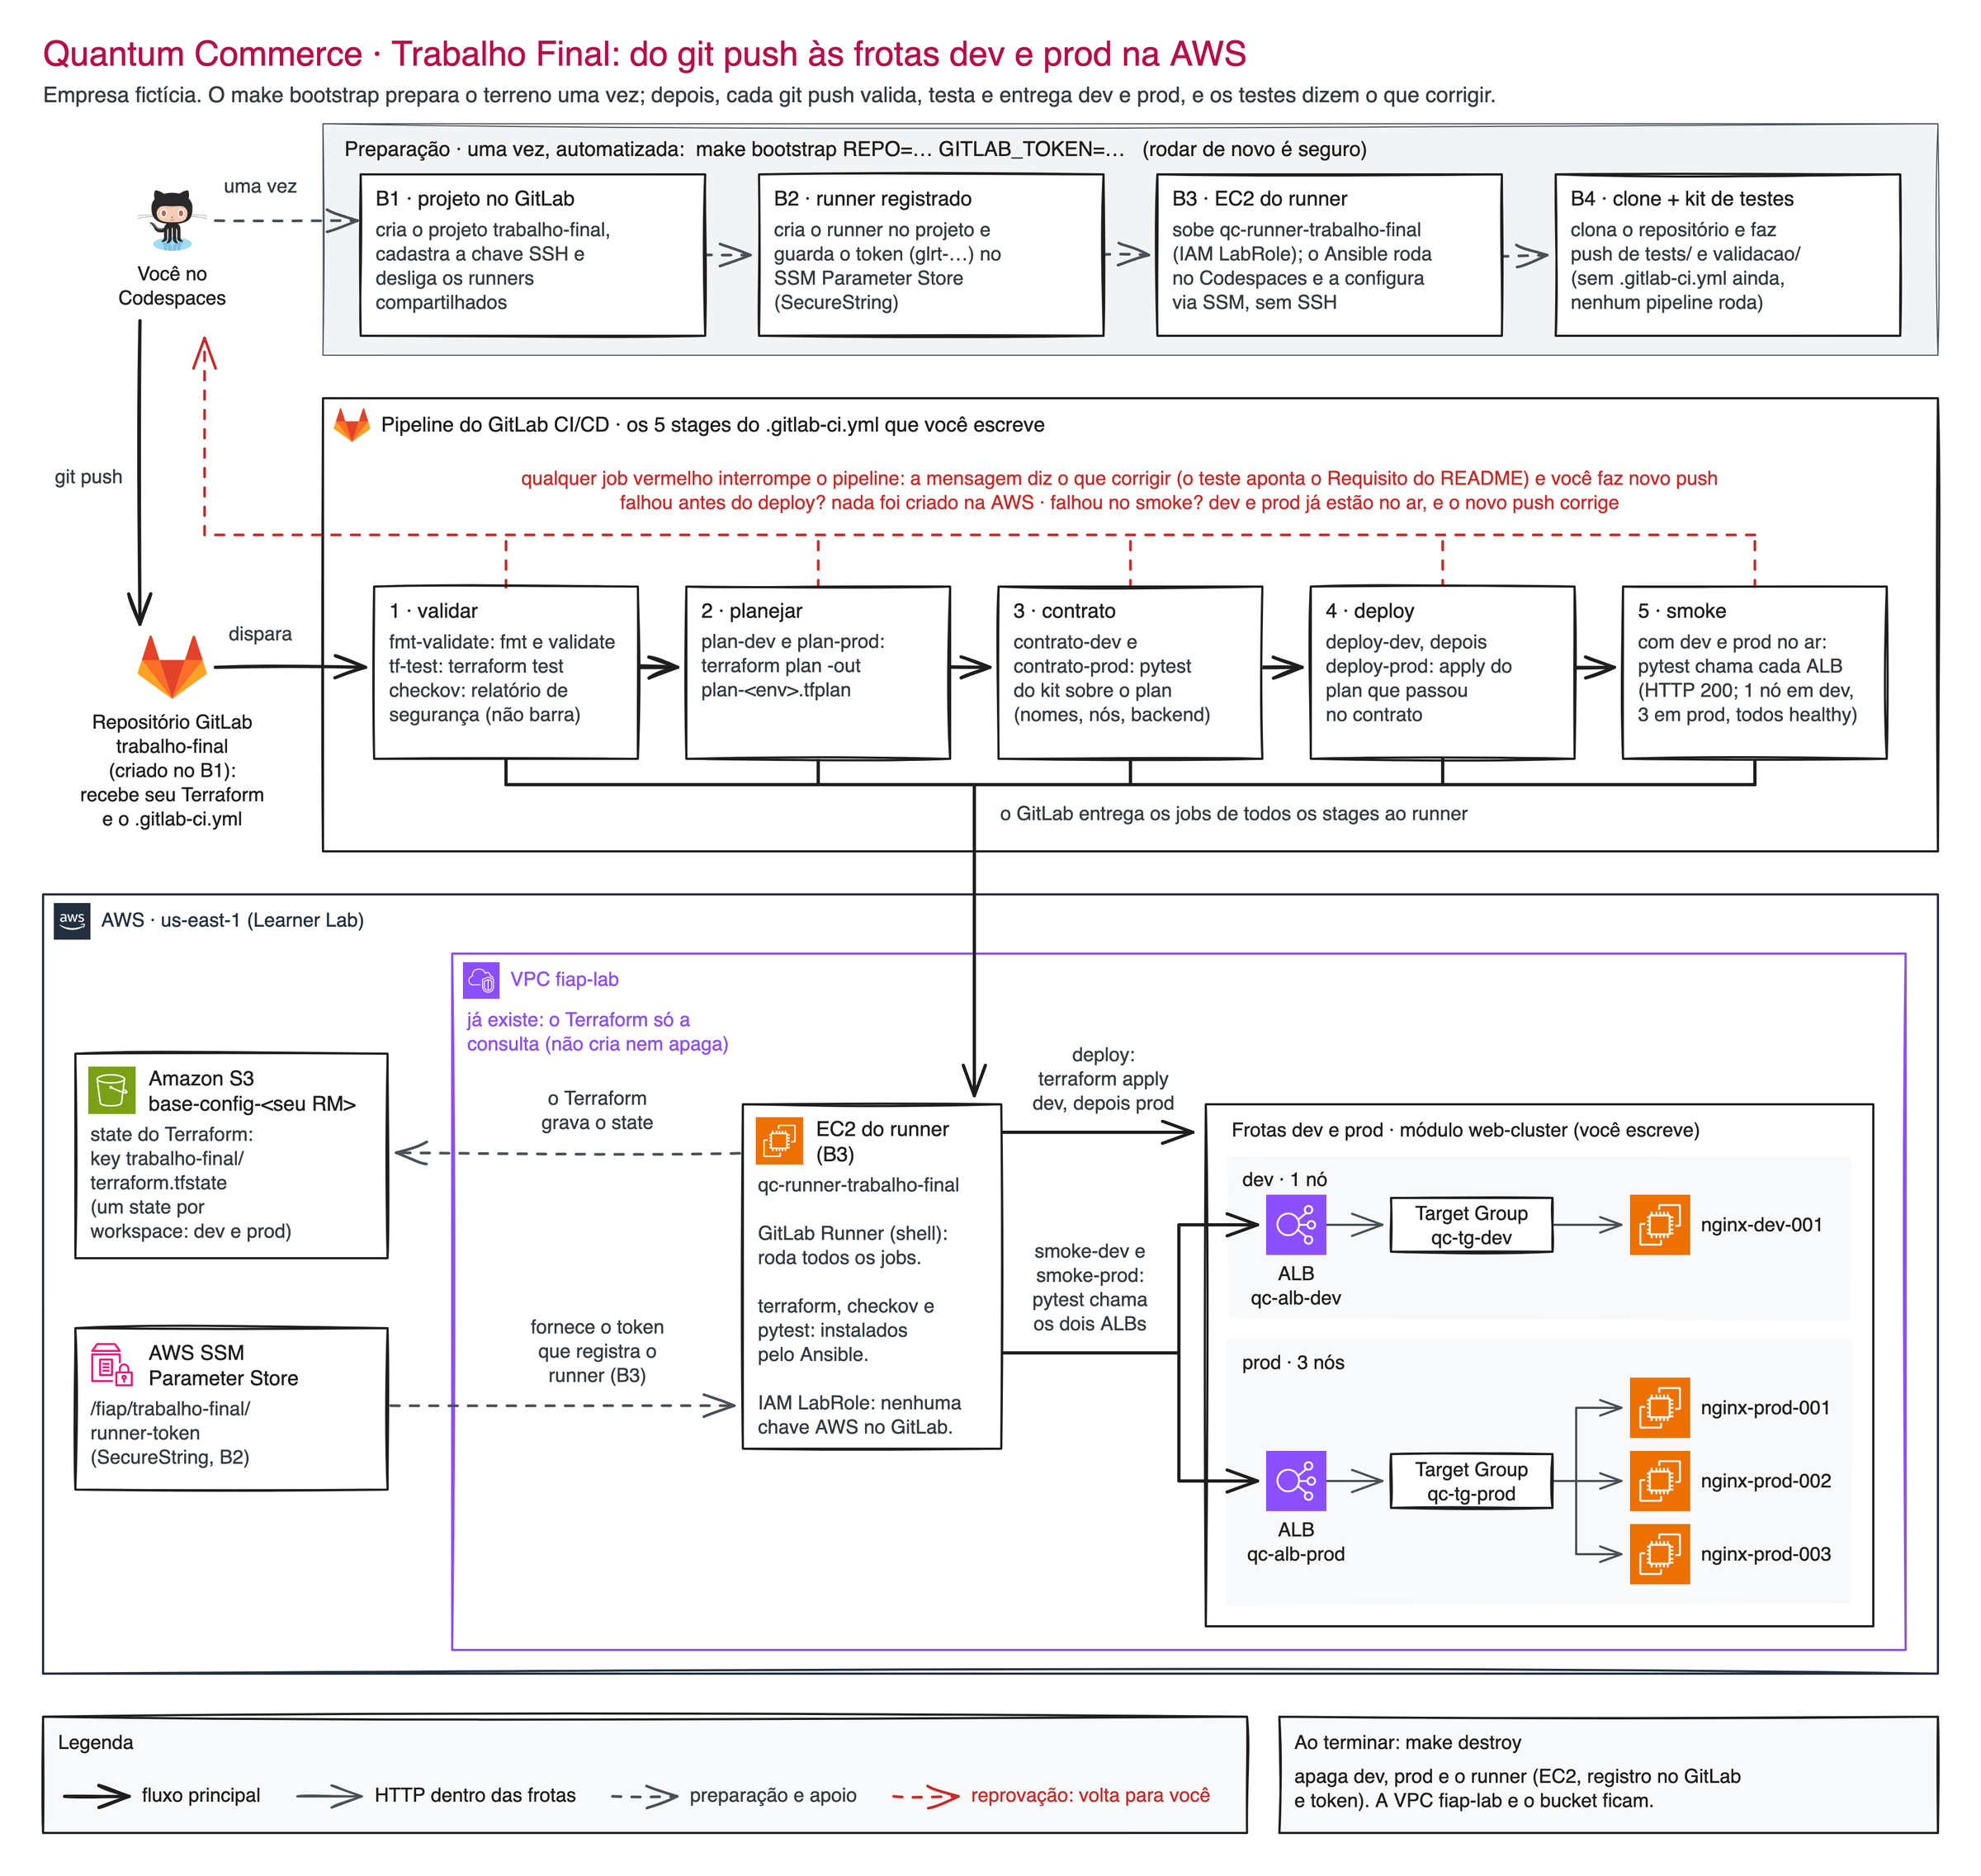 Quantum Commerce · Trabalho Final: do git push às frotas dev e prod na AWS
Empresa fictícia. O make bootstrap prepara o terreno uma vez; depois, cada git push valida, testa e entrega dev e prod, e os testes dizem o que corrigir.
Preparação · uma vez, automatizada: make bootstrap REPO=… GITLAB_TOKEN=… (rodar de novo é seguro)
uma vez
Você no
Codespaces
B1 · projeto no GitLab
cria o projeto trabalho-final,
cadastra a chave SSH e
desliga os runners
compartilhados
B2 · runner registrado
cria o runner no projeto e
guarda o token (glrt-…) no
SSM Parameter Store
(SecureString)
B3 · EC2 do runner
sobe qc-runner-trabalho-final
(IAM LabRole); o Ansible roda
no Codespaces e a configura
via SSM, sem SSH
B4 · clone + kit de testes
clona o repositório e faz
push de tests/ e validacao/
(sem .gitlab-ci.yml ainda,
nenhum pipeline roda)
git push
Pipeline do GitLab CI/CD · os 5 stages do .gitlab-ci.yml que você escreve
qualquer job vermelho interrompe o pipeline: a mensagem diz o que corrigir (o teste aponta o Requisito do README) e você faz novo push
falhou antes do deploy? nada foi criado na AWS · falhou no smoke? dev e prod já estão no ar, e o novo push corrige
dispara
Repositório GitLab
trabalho-final
(criado no B1):
recebe seu Terraform
e o .gitlab-ci.yml
1 · validar
fmt-validate: fmt e validate
tf-test: terraform test
checkov: relatório de
segurança (não barra)
2 · planejar
plan-dev e plan-prod:
terraform plan -out
plan-<env>.tfplan
3 · contrato
contrato-dev e
contrato-prod: pytest
do kit sobre o plan
(nomes, nós, backend)
4 · deploy
deploy-dev, depois
deploy-prod: apply do
plan que passou
no contrato
5 · smoke
com dev e prod no ar:
pytest chama cada ALB
(HTTP 200; 1 nó em dev,
3 em prod, todos healthy)
o GitLab entrega os jobs de todos os stages ao runner
aws
AWS · us-east-1 (Learner Lab)
VPC fiap-lab
já existe: o Terraform só a
consulta (não cria nem apaga)
Amazon S3
base-config-<seu RM>
state do Terraform:
key trabalho-final/
terraform.tfstate
(um state por
workspace: dev e prod)
o Terraform
grava o state
AWS SSM
Parameter Store
/fiap/trabalho-final/
runner-token
(SecureString, B2)
fornece o token
que registra o
runner (B3)
EC2 do runner
(B3)
qc-runner-trabalho-final
GitLab Runner (shell):
roda todos os jobs.
terraform, checkov e
pytest: instalados
pelo Ansible.
IAM LabRole: nenhuma
chave AWS no GitLab.
deploy:
terraform apply
dev, depois prod
smoke-dev e
smoke-prod:
pytest chama
os dois ALBs
Frotas dev e prod · módulo web-cluster (você escreve)
dev · 1 nó
ALB
qc-alb-dev
Target Group
qc-tg-dev
nginx-dev-001
prod · 3 nós
ALB
qc-alb-prod
Target Group
qc-tg-prod
nginx-prod-001
nginx-prod-002
nginx-prod-003
Legenda
fluxo principal
HTTP dentro das frotas
preparação e apoio
reprovação: volta para você
Ao terminar: make destroy
apaga dev, prod e o runner (EC2, registro no GitLab
e token). A VPC fiap-lab e o bucket ficam.